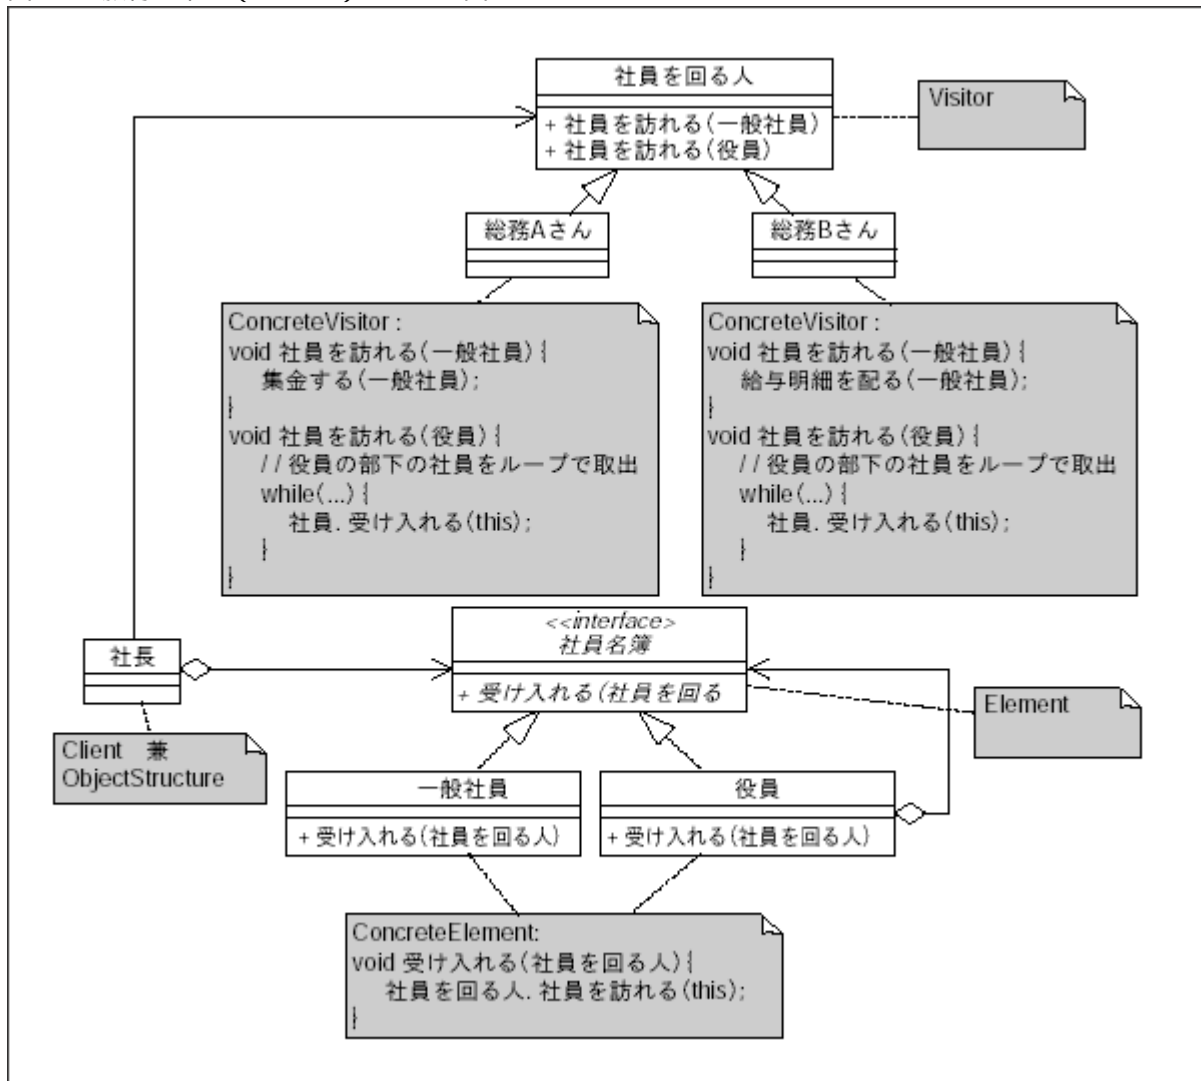 社員を回る人
+ 社員を訪れる(一般社員)
+ 社員を訪れる(役員)
Visitor
総務Aさん
総務Bさん
ConcreteVisitor :
void 社員を訪れる(一般社員) {
集金する(一般社員);
}
void 社員を訪れる(役員) {
// 役員の部下の社員をループで取出
while(...) {
社員. 受け入れる(this);
}
}
ConcreteVisitor :
void 社員を訪れる(一般社員) {
給与明細を配る(一般社員);
}
void 社員を訪れる(役員) {
// 役員の部下の社員をループで取出
while(...) {
社員. 受け入れる(this);
}
}
<<interface>
社員名簿
+ 受け入れる(社員を回る
社長
Client 兼
ObjectStructure
Element
一般社員
+ 受け入れる(社員を回る人)
役員
+ 受け入れる(社員を回る人)
ConcreteElement:
void 受け入れる(社員を回る人) {
社員を回る人. 社員を訪れる(this);
}